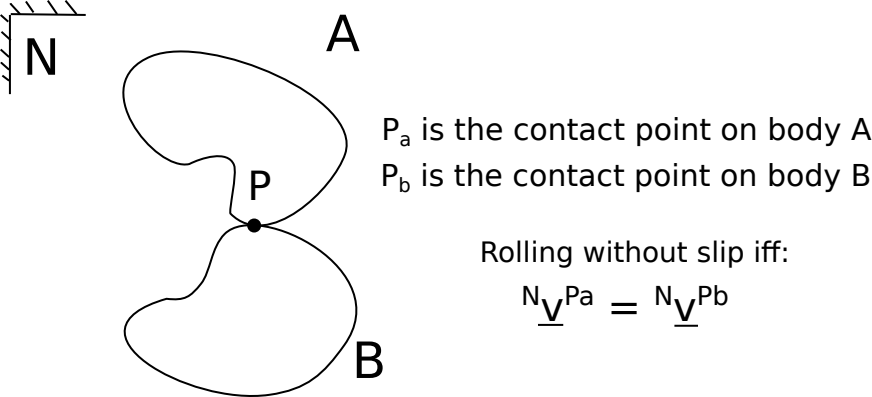 A
N
Pa is the contact point on body A
Pb is the contact point on body B
P
Rolling without slip iff:
NvPa = NvPb
B